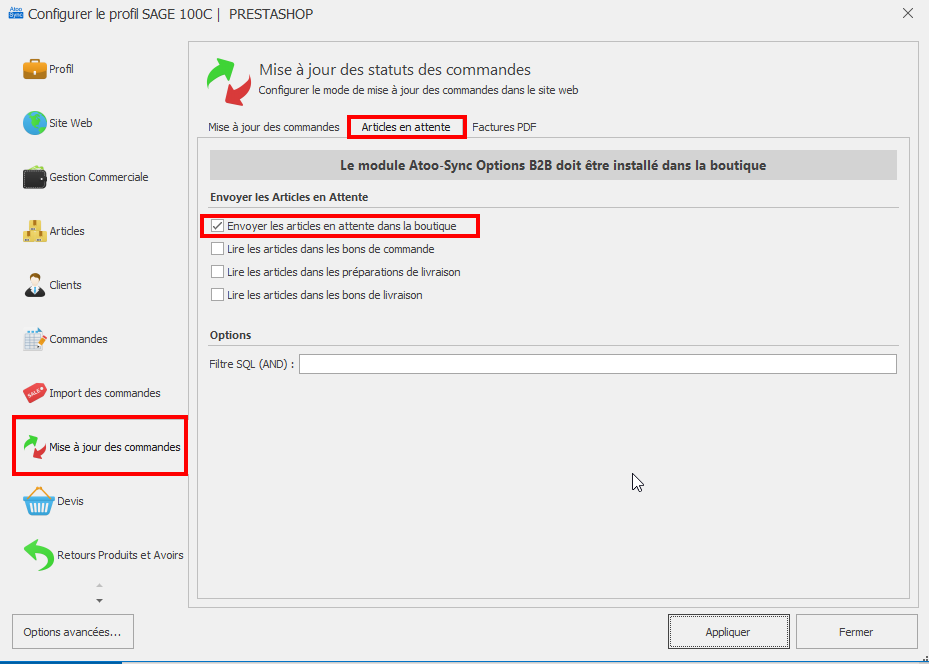 Atoo
Sync
Configurer le profil SAGE 100C | PRESTASHOP
Profil
Site Web
Gestion Commerciale
Articles
Clients
Commandes
SALE
Import des commandes
Mise à jour des commandes
Devis
Retours Produits et Avoirs
Options avancées...
Mise à jour des statuts des commandes
Configurer le mode de mise à jour des commandes dans le site web
Mise à jour des commandes Articles en attente Factures PDF
Le module Atoo-Sync Options B2B doit être installé dans la boutique
Envoyer les Articles en Attente
Envoyer les articles en attente dans la boutique
Lire les articles dans les bons de commande
Lire les articles dans les préparations de livraison
Lire les articles dans les bons de livraison
Options
Filtre SQL (AND) :
Appliquer Fermer